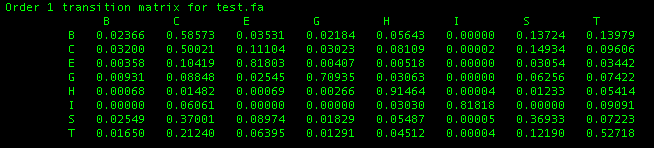 Order 1 transition matrix for test.fa
B C E G H I S T
B 0.02366 0.58573 0.03531 0.02184 0.05643 0.00000 0.13724 0.13979
C 0.03200 0.50021 0.11104 0.03023 0.08109 0.00002 0.14934 0.09606
E 0.00358 0.10419 0.81803 0.00407 0.00518 0.00000 0.03054 0.03442
G 0.00931 0.08848 0.02545 0.70935 0.03063 0.00000 0.06256 0.07422
H 0.00068 0.01482 0.00069 0.00266 0.91464 0.00004 0.01233 0.05414
I 0.00000 0.06061 0.00000 0.00000 0.03030 0.81818 0.00000 0.09091
S 0.02549 0.37001 0.08974 0.01829 0.05487 0.00005 0.36933 0.07223
T 0.01650 0.21240 0.06395 0.01291 0.04512 0.00004 0.12190 0.52718